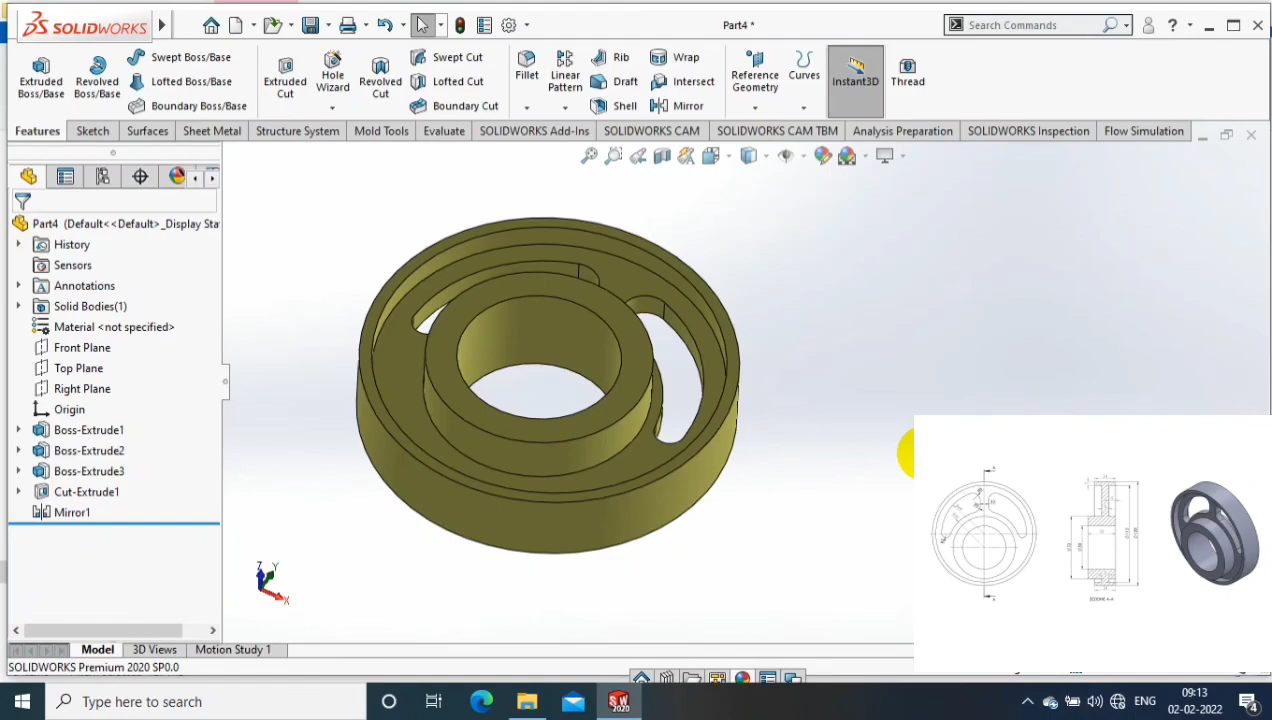 SOLIDWORKS
Part4 *
Search Commands
Extruded Boss/Base
Revolved Boss/Base
Swept Boss/Base
Lofted Boss/Base
Boundary Boss/Base
Extruded Cut
Hole Wizard
Revolved Cut
Swept Cut
Lofted Cut
Boundary Cut
Fillet
Linear Pattern
Rib
Draft
Shell
Wrap
Intersect
Mirror
Reference Geometry
Curves
Instant3D
Thread
Features Sketch Surfaces Sheet Metal Structure System Mold Tools Evaluate SOLIDWORKS Add-Ins SOLIDWORKS CAM SOLIDWORKS CAM TBM Analysis Preparation SOLIDWORKS Inspection Flow Simulation
Part4 (Default<<Default>_Display Sta
History
Sensors
Annotations
Solid Bodies(1)
Material <not specified>
Front Plane
Top Plane
Right Plane
Origin
Boss-Extrude1
Boss-Extrude2
Boss-Extrude3
Cut-Extrude1
Mirror1
Z
Y
X
A
A
SEZIONE A-A
Model 3D Views Motion Study 1
SOLIDWORKS Premium 2020 SP0.0
Type here to search
SW
2020
ENG
09:13
02-02-2022
4